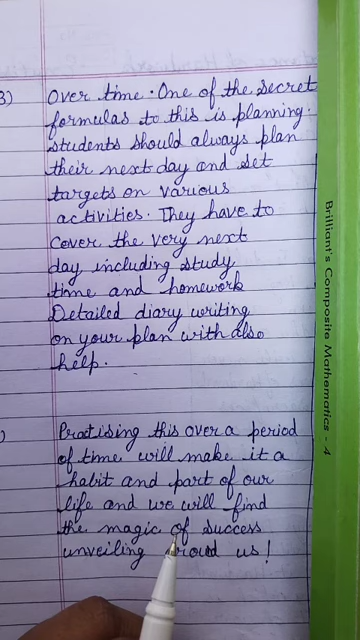 3) Over time. One of the secret
formulas to this is planning.
students should always plan
their next day and set
targets on various
activities. They have to
cover the very next
day including study
time and homework
Detailed diary writing
on your plan with also
help.
)
Practising this over a period
of time will make it a
habit and part of our
life and we will find
the magic of success
unveiling us!
Brilliant's Composite Mathematics - 4